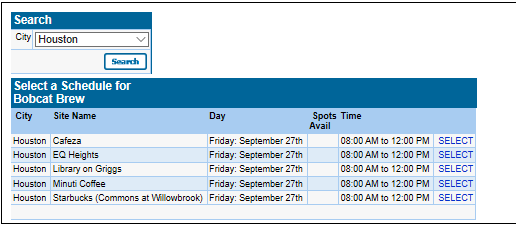 Search
City Houston
Search
Select a Schedule for
Bobcat Brew
City Site Name Day Spots Time
Avail
Houston Cafeza Friday: September 27th 08:00 AM to 12:00 PM SELECT
Houston EQ Heights Friday: September 27th 08:00 AM to 12:00 PM SELECT
Houston Library on Griggs Friday: September 27th 08:00 AM to 12:00 PM SELECT
Houston Minuti Coffee Friday: September 27th 08:00 AM to 12:00 PM SELECT
Houston Starbucks (Commons at Willowbrook) Friday: September 27th 08:00 AM to 12:00 PM SELECT